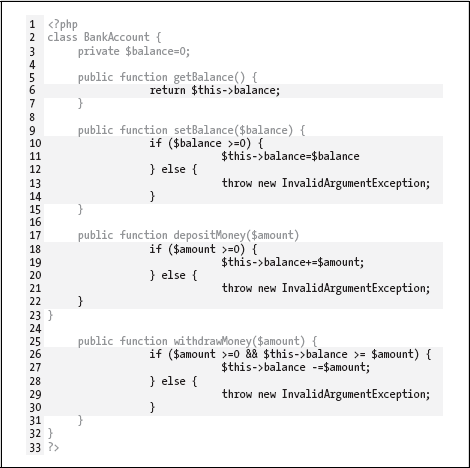 1 <?php
2 class BankAccount {
3 private $balance=0;
4
5 public function getBalance() {
6 return $this->balance;
7 }
8
9 public function setBalance($balance) {
10 if ($balance >=0) {
11 $this->balance=$balance
12 } else {
13 throw new InvalidArgumentException;
14 }
15 }
16
17 public function depositMoney($amount)
18 if ($amount >=0) {
19 $this->balance+=$amount;
20 } else {
21 throw new InvalidArgumentException;
22 }
23 }
24
25 public function withdrawMoney($amount) {
26 if ($amount >=0 && $this->balance >= $amount) {
27 $this->balance -=$amount;
28 } else {
29 throw new InvalidArgumentException;
30 }
31 }
32 }
33 ?>